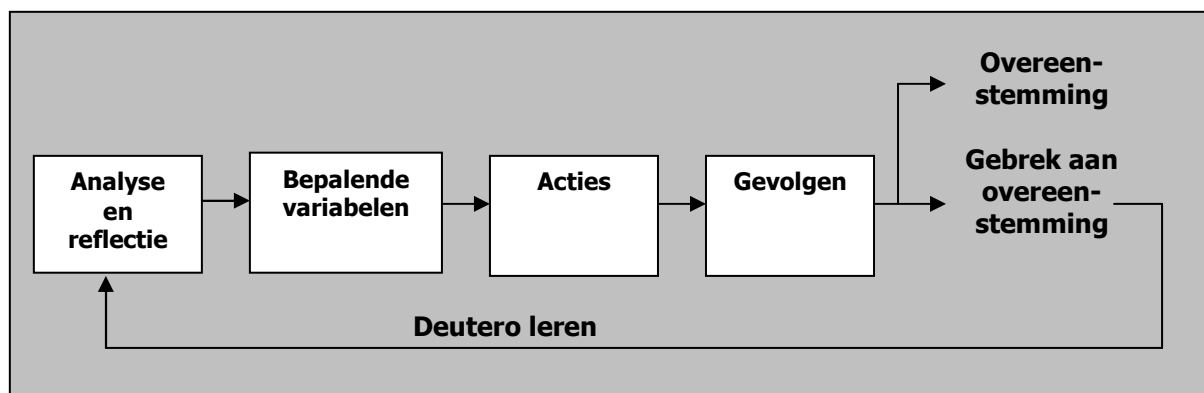 Overeen-
stemming
Analyse
en
reflectie
Bepalende
variabelen
Acties
Gevolgen
Gebrek aan
overeen-
stemming
Deutero leren